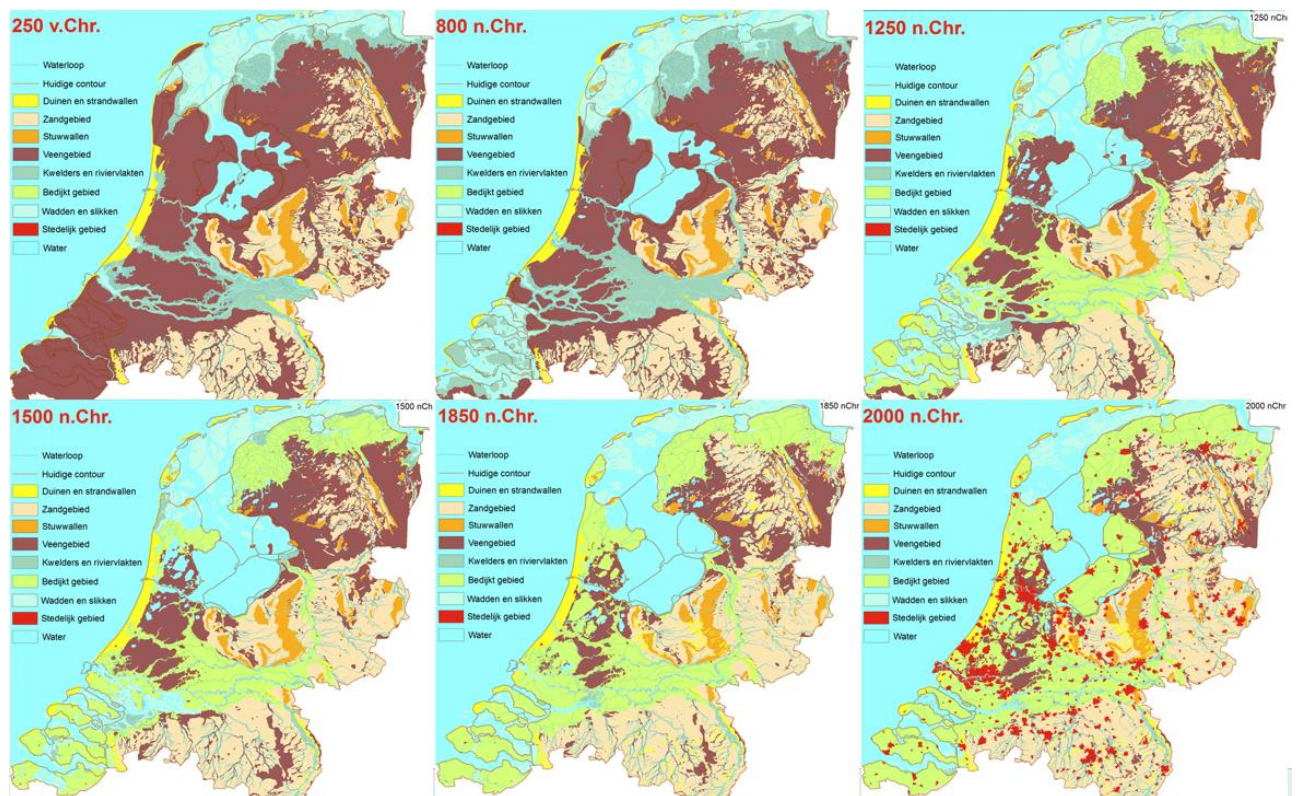 250 v.Chr.
Waterloop
Huidige contour
Duinen en strandwallen
Zandgebied
Stuwwallen
Veengebied
Kwelders en riviervlakten
Bedijkt gebied
Wadden en slikken
Stedelijk gebied
Water
800 n.Chr.
Waterloop
Huidige contour
Duinen en strandwallen
Zandgebied
Stuwwallen
Veengebied
Kwelders en riviervlakten
Bedijkt gebied
Wadden en slikken
Stedelijk gebied
Water
1250 n.Chr.
1250 nChr
Waterloop
Huidige contour
Duinen en strandwallen
Zandgebied
Stuwwallen
Veengebied
Kwelders en riviervlakten
Bedijkt gebied
Wadden en slikken
Stedelijk gebied
Water
1500 n.Chr.
1500 nChr
Waterloop
Huidige contour
Duinen en strandwallen
Zandgebied
Stuwwallen
Veengebied
Kwelders en riviervlakten
Bedijkt gebied
Wadden en slikken
Stedelijk gebied
Water
1850 n.Chr.
1850 nChr
Waterloop
Huidige contour
Duinen en strandwallen
Zandgebied
Stuwwallen
Veengebied
Kwelders en riviervlakten
Bedijkt gebied
Wadden en slikken
Stedelijk gebied
Water
2000 n.Chr.
2000 nChr
Waterloop
Huidige contour
Duinen en strandwallen
Zandgebied
Stuwwallen
Veengebied
Kwelders en riviervlakten
Bedijkt gebied
Wadden en slikken
Stedelijk gebied
Water